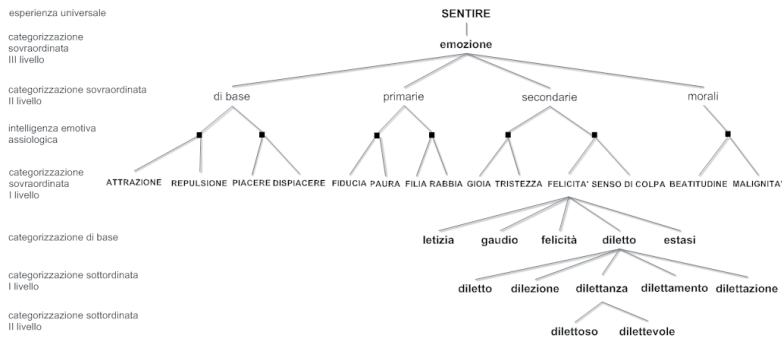 esperienza universale
SENTIRE
categorizzazione
sovraordinata
III livello
emozione
categorizzazione sovraordinata
II livello
di base primarie secondarie morali
intelligenza emotiva
assiologica
categorizzazione
sovraordinata
I livello
ATTRAZIONE REPULSIONE PIACERE DISPIACERE FIDUCIA PAURA FILIA RABBIA GIOIA TRISTEZZA FELICITA' SENSO DI COLPA BEATITUDINE MALIGNITA'
categorizzazione di base
letizia gaudio felicità diletto estasi
categorizzazione sottordinata
I livello
diletto dilezione dilettanza dilettamento dilettazione
categorizzazione sottordinata
II livello
dilettoso dilettevole